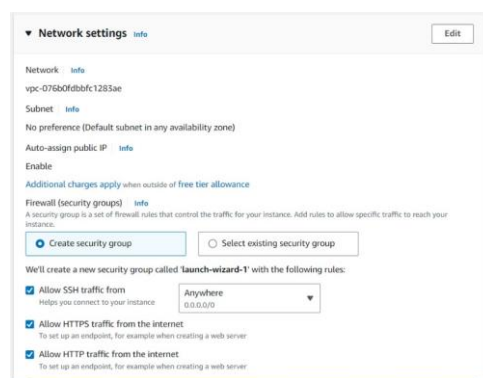 Network settings Info
Edit
Network Info
vpc-076b0fdbbfc1283ae
Subnet Info
No preference (Default subnet in any availability zone)
Auto-assign public IP Info
Enable
Additional charges apply when outside of free tier allowance
Firewall (security groups) Info
A security group is a set of firewall rules that control the traffic for your instance. Add rules to allow specific traffic to reach your
instance.
Create security group
Select existing security group
We'll create a new security group called 'launch-wizard-1' with the following rules:
Allow SSH traffic from
Helps you connect to your instance
Anywhere
0.0.0.0/0
Allow HTTPS traffic from the internet
To set up an endpoint, for example when creating a web server
Allow HTTP traffic from the internet
To set up an endpoint, for example when creating a web server